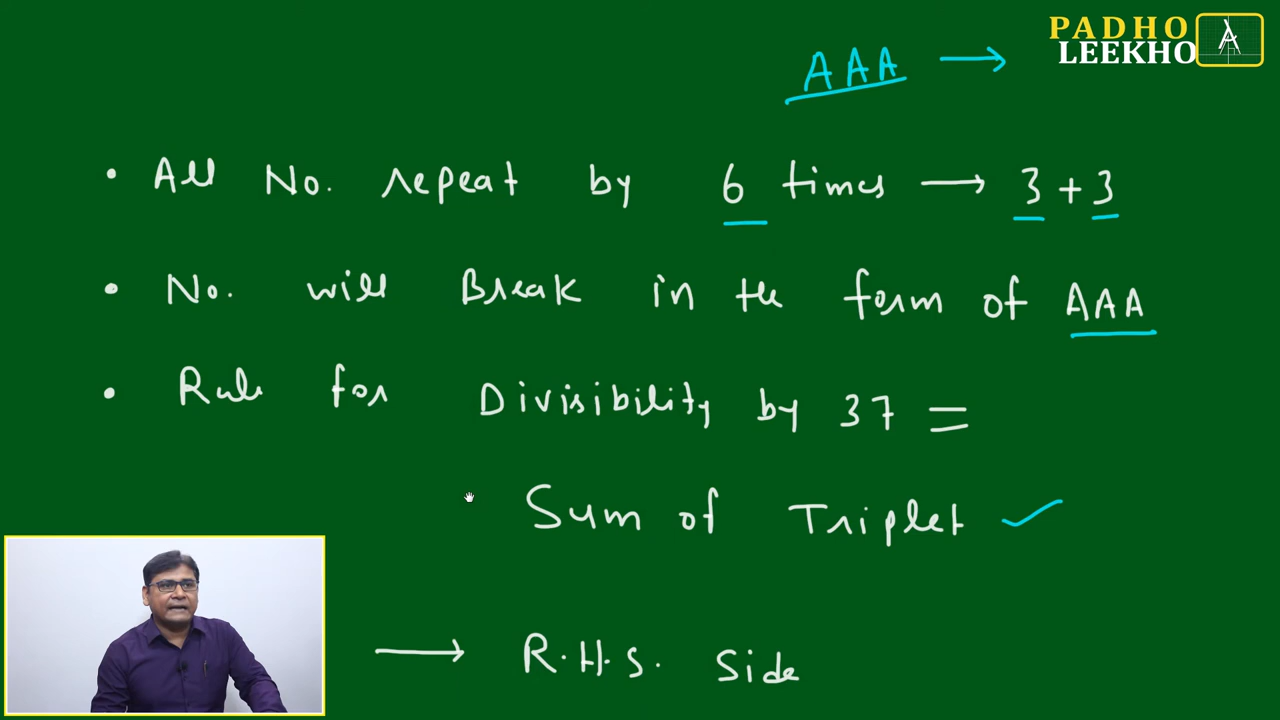 PADHO
LEEKHO
AAA →
• All No. repeat by 6 times → 3 + 3
• No. will Break in the form of AAA
• Rule for Divisibility by 37 =
• Sum of Triplet ✓
→ R.H.S. Side